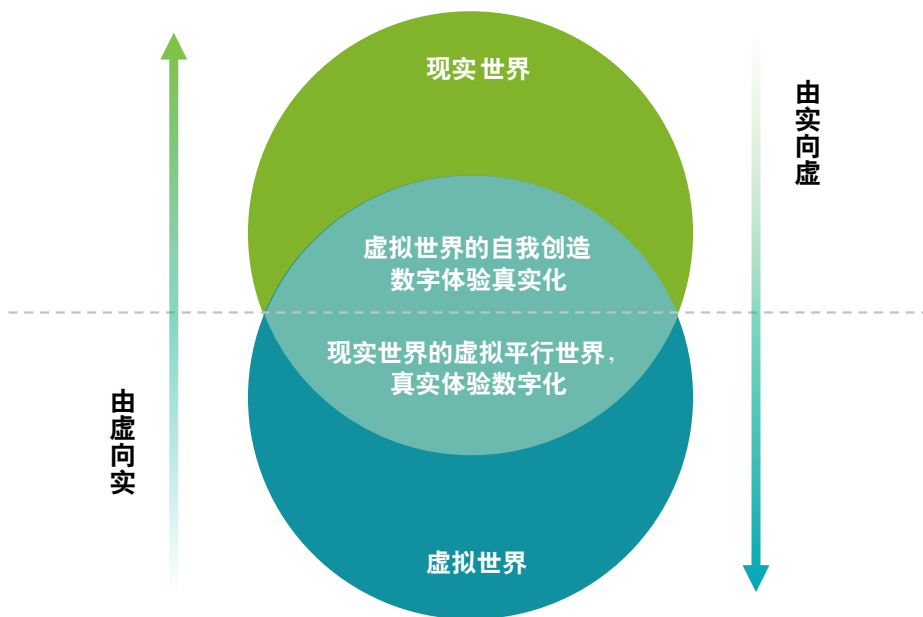 现实世界
由实向虚
虚拟世界的自我创造
数字体验真实化
现实世界的虚拟平行世界,
真实体验数字化
由虚向实
虚拟世界